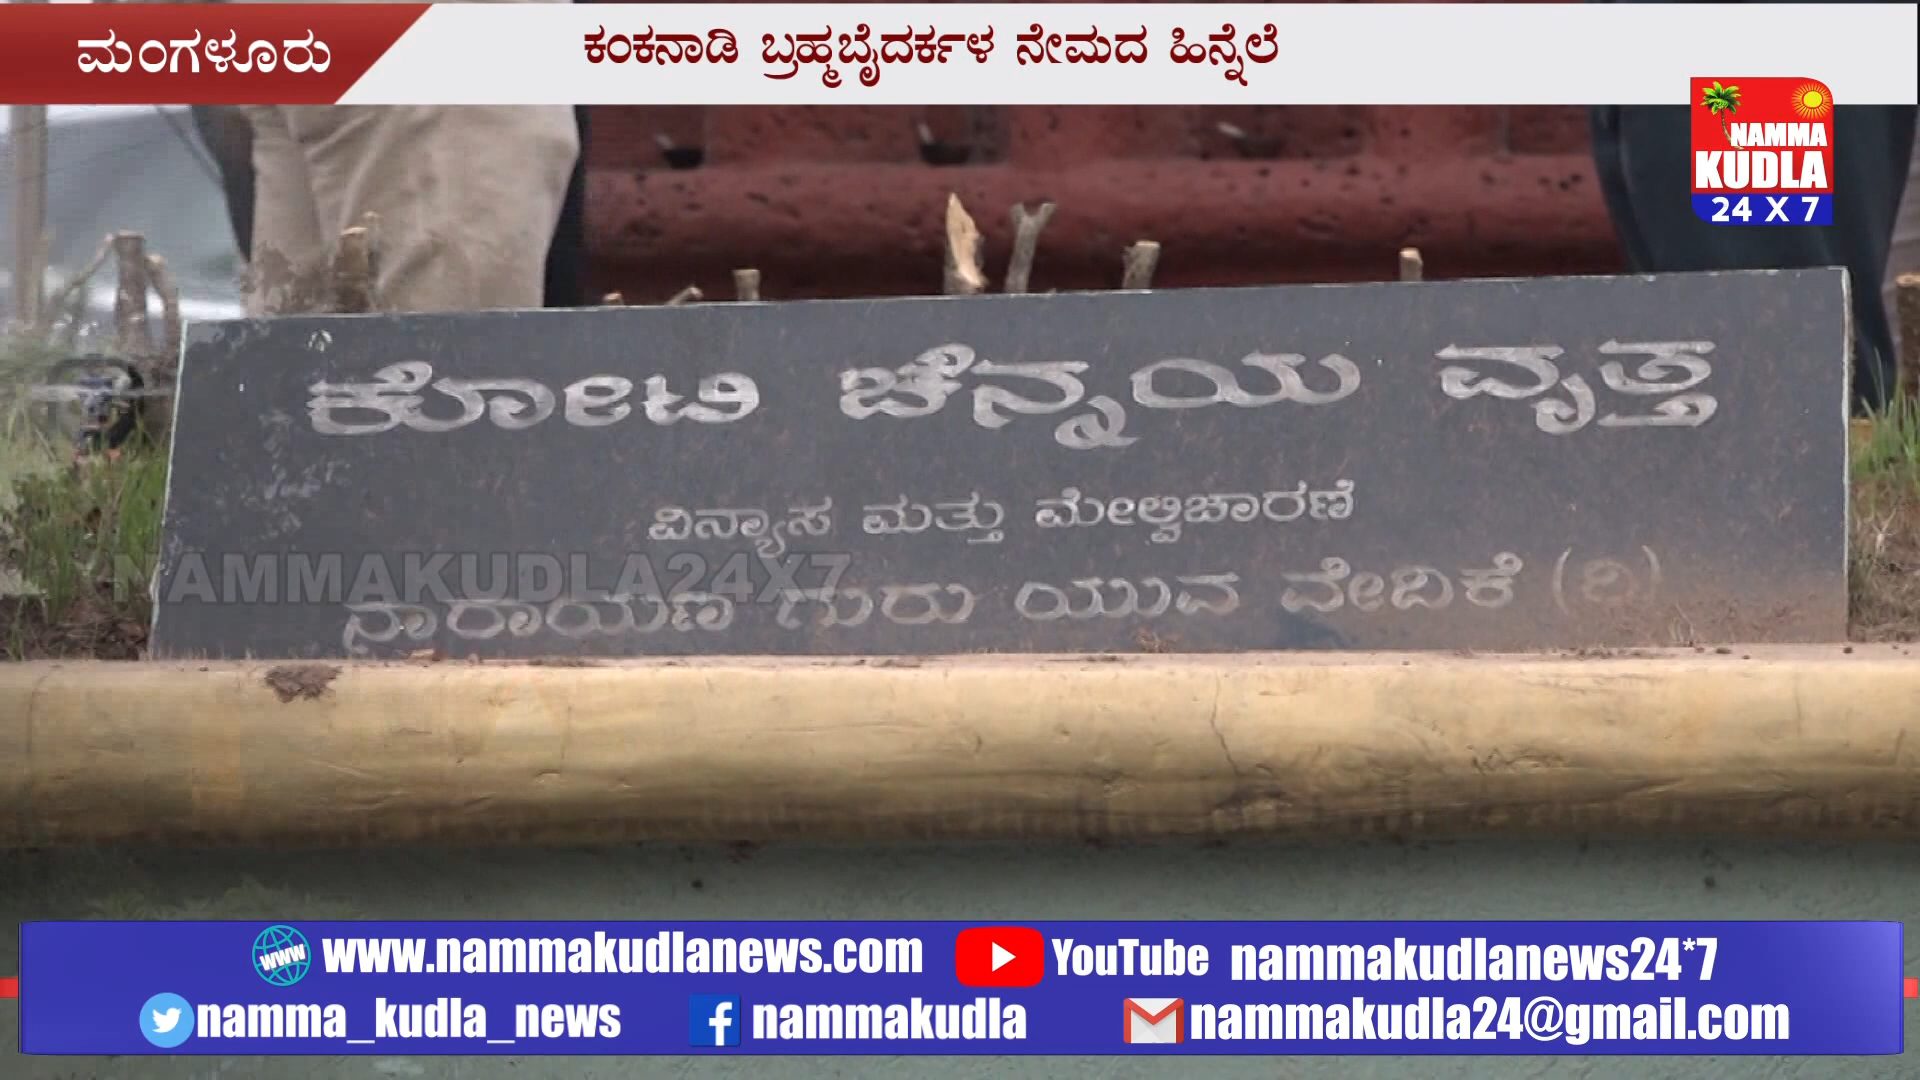 ಮಂಗಳೂರು
ಕಂಕನಾಡಿ ಬ್ರಹ್ಮಬೈದರ್ಕಳ ನೇಮದ ಹಿನ್ನೆಲೆ
NAMMA
KUDLA
24 X 7
ಕೋಟಿ ಚೆನ್ನಯ ವೃತ್ತ
ವಿನ್ಯಾಸ ಮತ್ತು ಮೇಲ್ವಿಚಾರಣೆ
NAMMAKUDLA24X7
ನಾರಾಯಣ ಗುರು ಯುವ ವೇದಿಕೆ (ರಿ)
www.nammakudlanews.com
YouTube nammakudlanews24*7
namma_kudla_news
nammakudla
nammakudla24@gmail.com